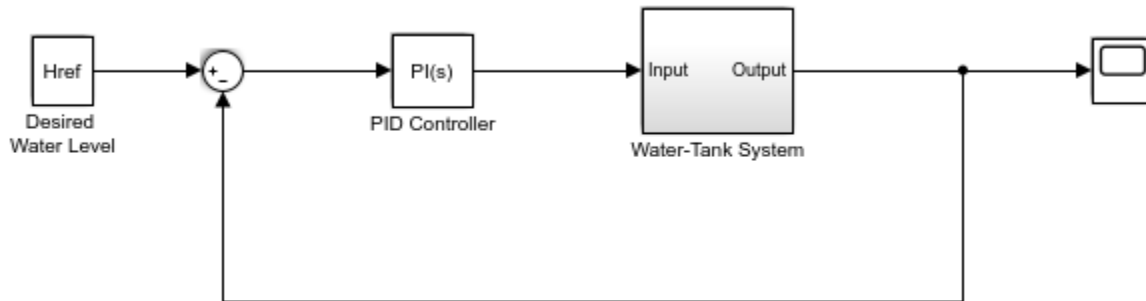 Href
Desired
Water Level
+
-
PI(s)
PID Controller
Input Output
Water-Tank System